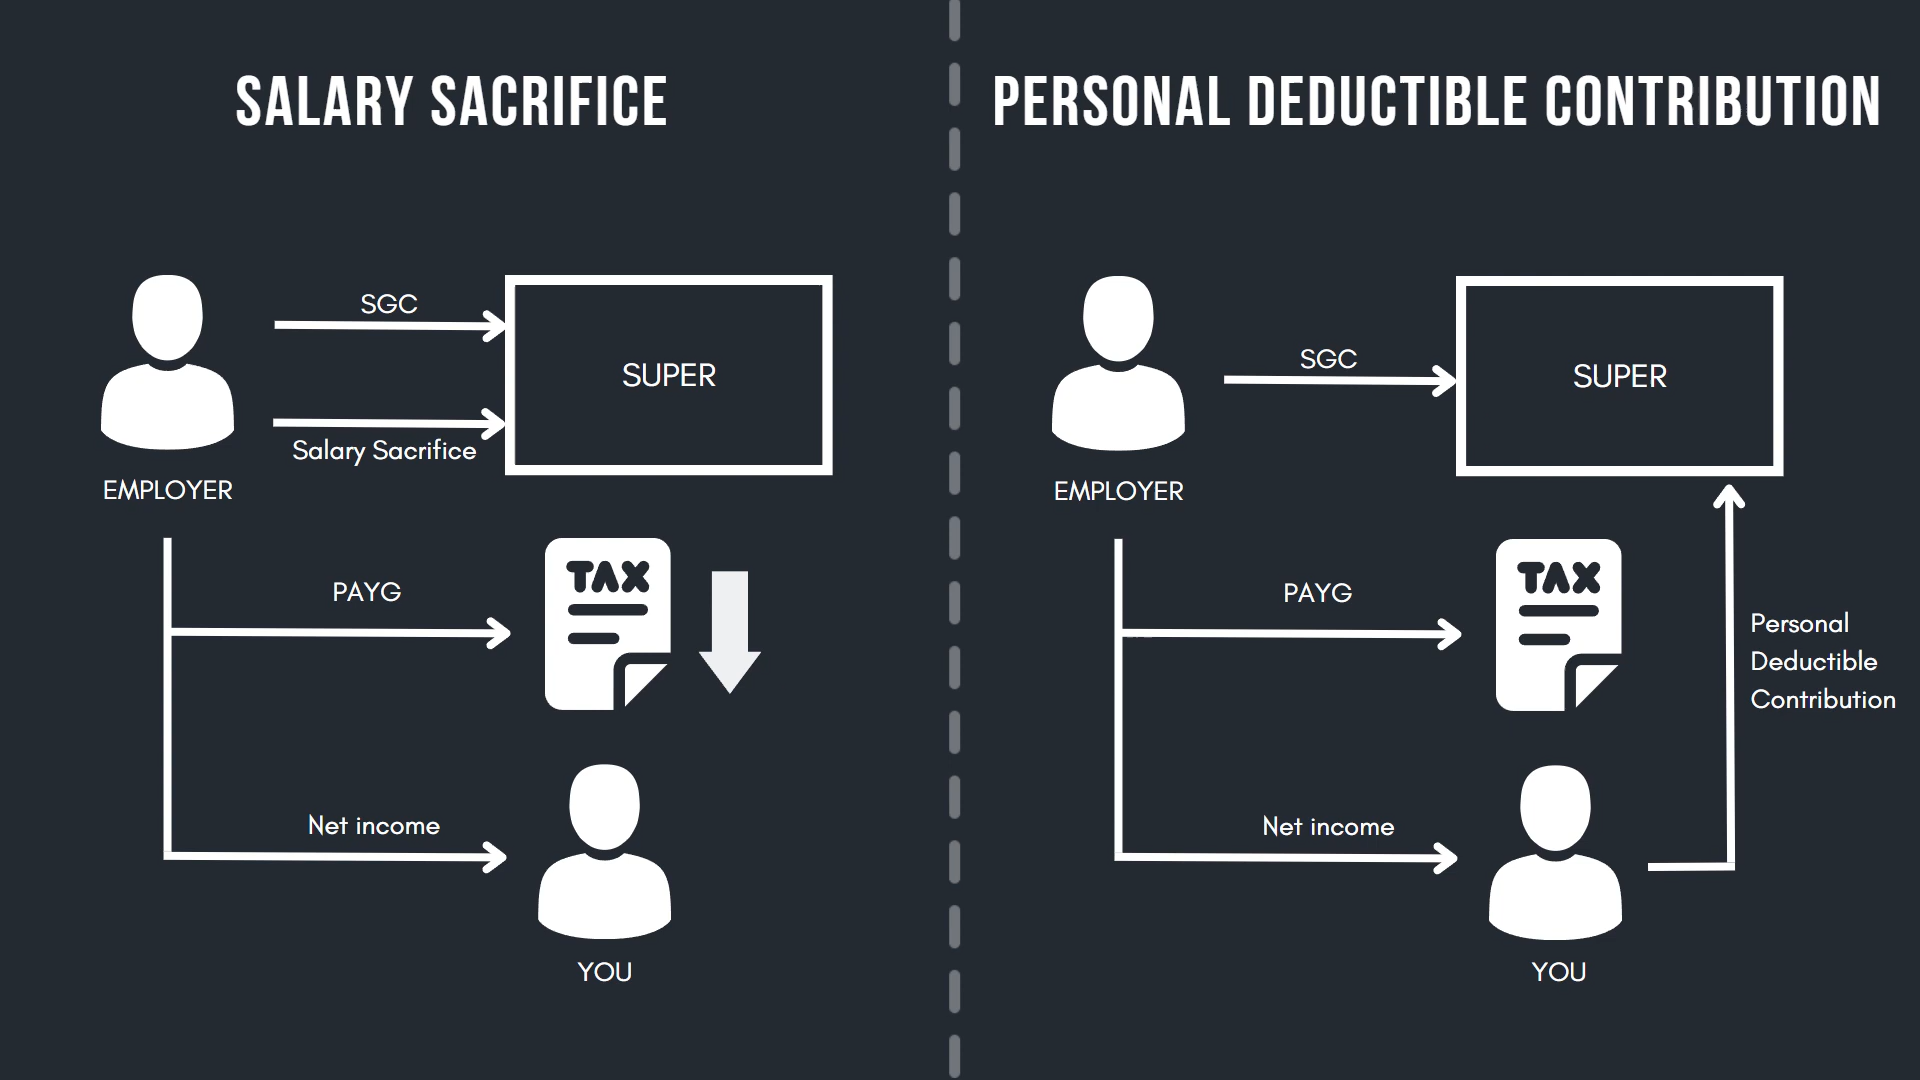 SALARY SACRIFICE
SGC
SUPER
Salary Sacrifice
EMPLOYER
PAYG
TAX
Net income
YOU
PERSONAL DEDUCTIBLE CONTRIBUTION
SGC
SUPER
EMPLOYER
PAYG
TAX
Personal
Deductible
Contribution
Net income
YOU